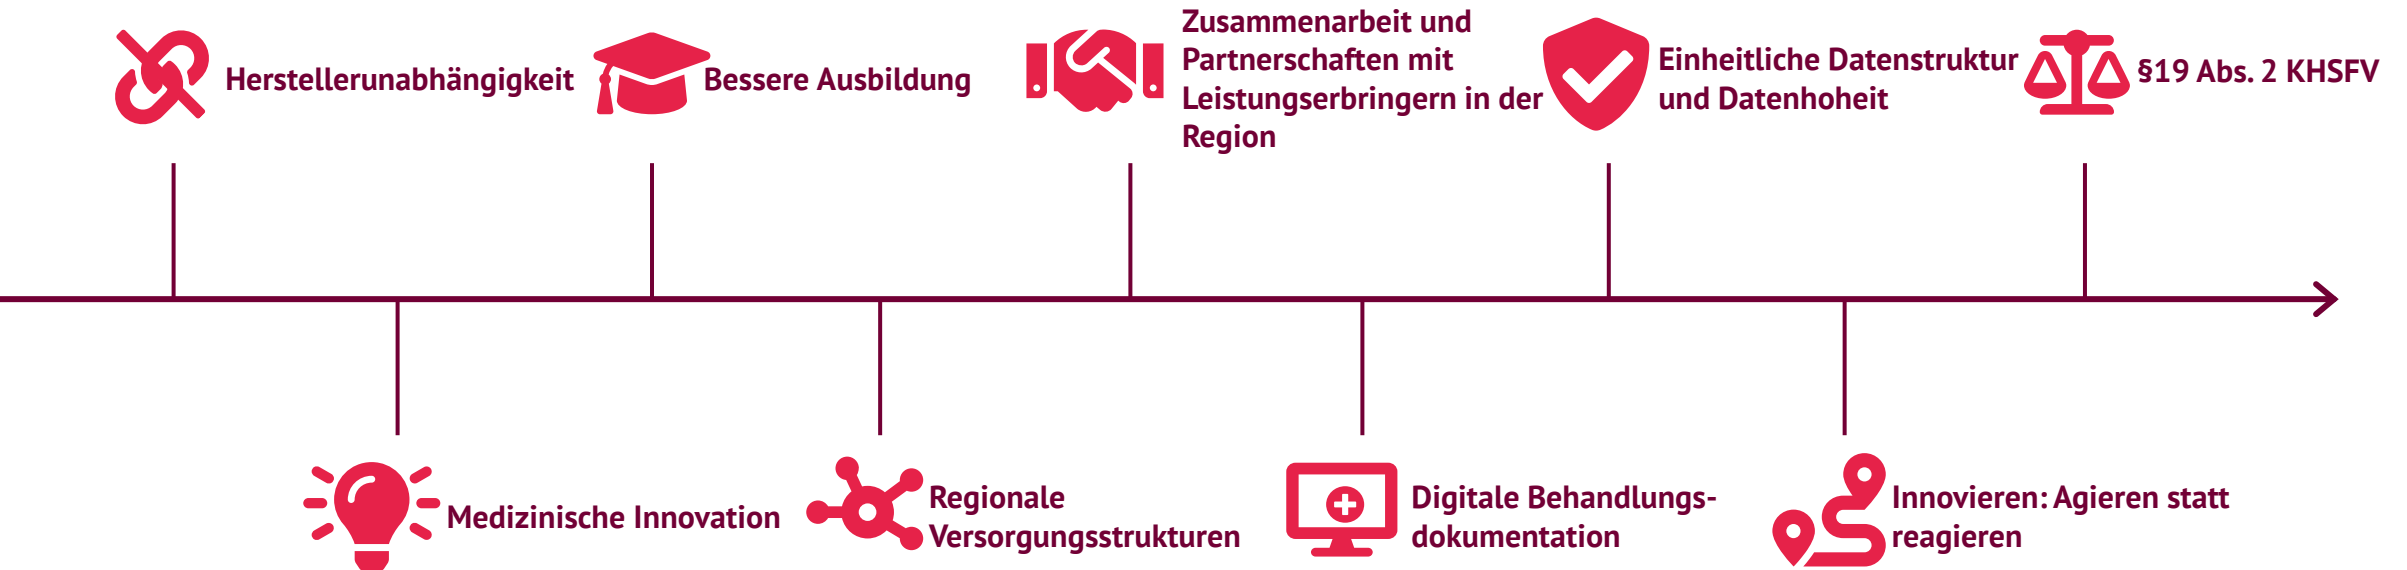 Herstellerunabhängigkeit
Bessere Ausbildung
Zusammenarbeit und
Partnerschaften mit
Leistungserbringern in der
Region
Einheitliche Datenstruktur
und Datenhoheit
§19 Abs. 2 KHSFV
Medizinische Innovation
Regionale
Versorgungsstrukturen
Digitale Behandlungs-
dokumentation
Innovieren: Agieren statt
reagieren